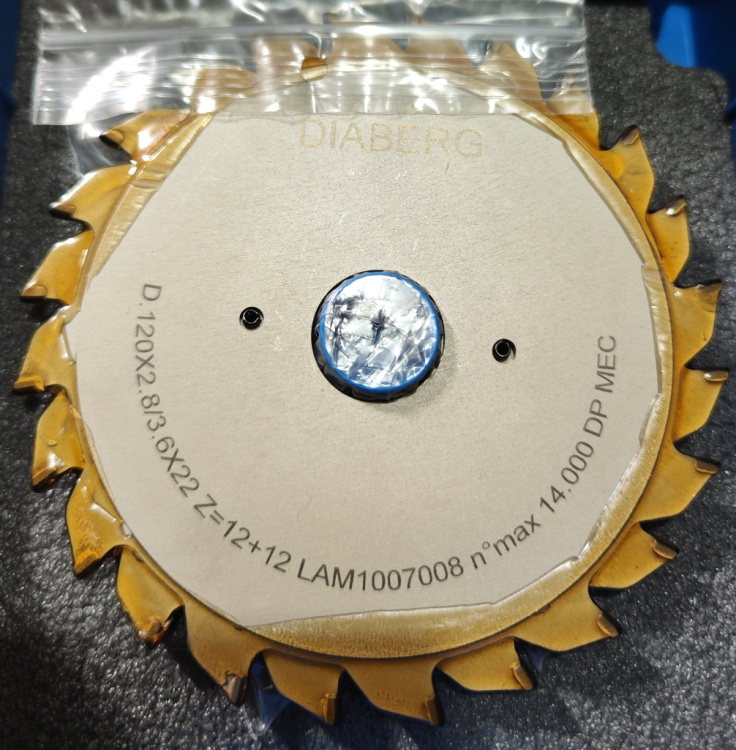 DIABERG
D.120X2.8/3.6X22 Z=12+12 LAM1007008 n°max 14.000 DP MEC